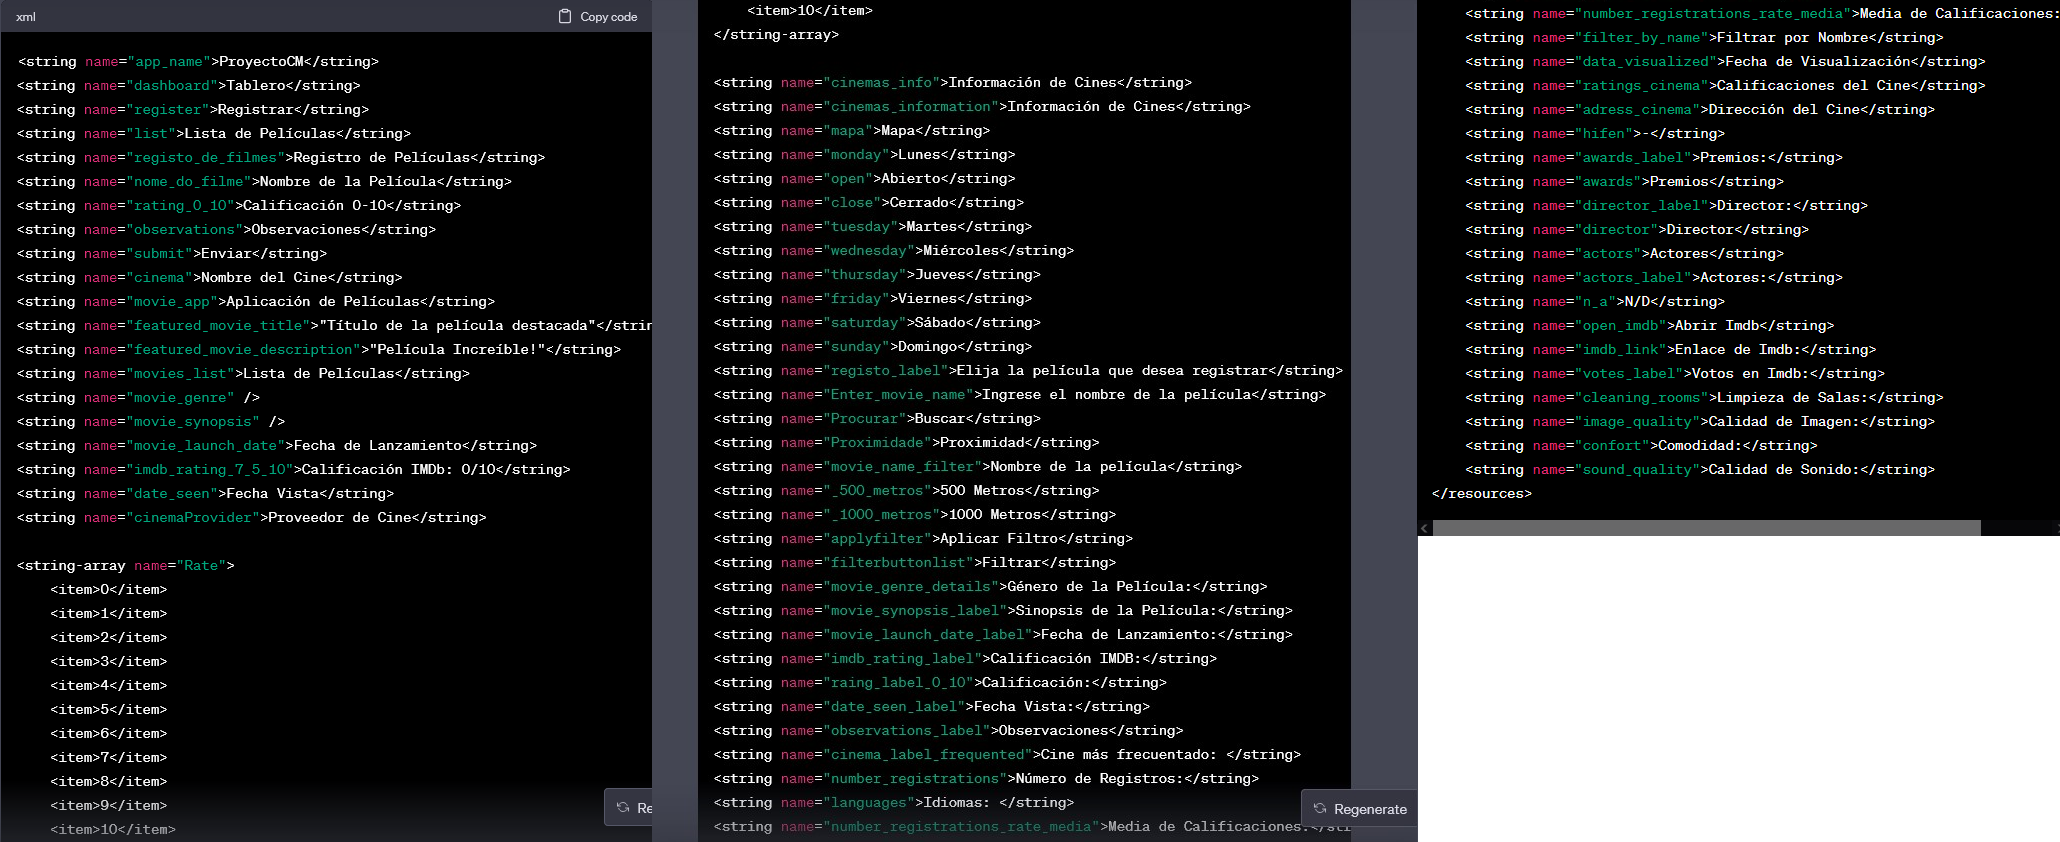 xml
Copy code
<string name="app_name">ProyectoCM</string>
<string name="dashboard">Tablero</string>
<string name="register">Registrar</string>
<string name="list">Lista de Películas</string>
<string name="registo_de_filmes">Registro de Películas</string>
<string name="nome_do_filme">Nombre de la Película</string>
<string name="rating_0_10">Calificación 0-10</string>
<string name="observations">Observaciones</string>
<string name="submit">Enviar</string>
<string name="cinema">Nombre del Cine</string>
<string name="movie_app">Aplicación de Películas</string>
<string name="featured_movie_title">"Título de la película destacada"</strin
<string name="featured_movie_description">"Película Increíble!"</string>
<string name="movies_list">Lista de Películas</string>
<string name="movie_genre" />
<string name="movie_synopsis" />
<string name="movie_launch_date">Fecha de Lanzamiento</string>
<string name="imdb_rating_7_5_10">Calificación IMDb: 0/10</string>
<string name="date_seen">Fecha Vista</string>
<string name="cinemaProvider">Proveedor de Cine</string>
<string-array name="Rate">
<item>0</item>
<item>1</item>
<item>2</item>
<item>3</item>
<item>4</item>
<item>5</item>
<item>6</item>
<item>7</item>
<item>8</item>
<item>9</item>
<item>10</item>
Re
<item>10</item>
</string-array>
<string name="cinemas_info">Información de Cines</string>
<string name="cinemas_information">Información de Cines</string>
<string name="mapa">Mapa</string>
<string name="monday">Lunes</string>
<string name="open">Abierto</string>
<string name="close">Cerrado</string>
<string name="tuesday">Martes</string>
<string name="wednesday">Miércoles</string>
<string name="thursday">Jueves</string>
<string name="friday">Viernes</string>
<string name="saturday">Sábado</string>
<string name="sunday">Domingo</string>
<string name="registo_label">Elija la película que desea registrar</string>
<string name="Enter_movie_name">Ingrese el nombre de la película</string>
<string name="Procurar">Buscar</string>
<string name="Proximidade">Proximidad</string>
<string name="movie_name_filter">Nombre de la película</string>
<string name="_500_metros">500 Metros</string>
<string name="_1000_metros">1000 Metros</string>
<string name="applyfilter">Aplicar Filtro</string>
<string name="filterbuttonlist">Filtrar</string>
<string name="movie_genre_details">Género de la Película:</string>
<string name="movie_synopsis_label">Sinopsis de la Película:</string>
<string name="movie_launch_date_label">Fecha de Lanzamiento:</string>
<string name="imdb_rating_label">Calificación IMDB:</string>
<string name="raing_label_0_10">Calificación:</string>
<string name="date_seen_label">Fecha Vista:</string>
<string name="observations_label">Observaciones</string>
<string name="cinema_label_frequented">Cine más frecuentado: </string>
<string name="number_registrations">Número de Registros:</string>
<string name="languages">Idiomas: </string>
<string name="number_registrations_rate_media">Media de Calificaciones:</stri
Regenerate
<string name="number_registrations_rate_media">Media de Calificaciones:
<string name="filter_by_name">Filtrar por Nombre</string>
<string name="data_visualized">Fecha de Visualización</string>
<string name="ratings_cinema">Calificaciones del Cine</string>
<string name="adress_cinema">Dirección del Cine</string>
<string name="hifen">-</string>
<string name="awards_label">Premios:</string>
<string name="awards">Premios</string>
<string name="director_label">Director:</string>
<string name="director">Director</string>
<string name="actors">Actores</string>
<string name="actors_label">Actores:</string>
<string name="n_a">N/D</string>
<string name="open_imdb">Abrir Imdb</string>
<string name="imdb_link">Enlace de Imdb:</string>
<string name="votes_label">Votos en Imdb:</string>
<string name="cleaning_rooms">Limpieza de Salas:</string>
<string name="image_quality">Calidad de Imagen:</string>
<string name="confort">Comodidad:</string>
<string name="sound_quality">Calidad de Sonido:</string>
</resources>